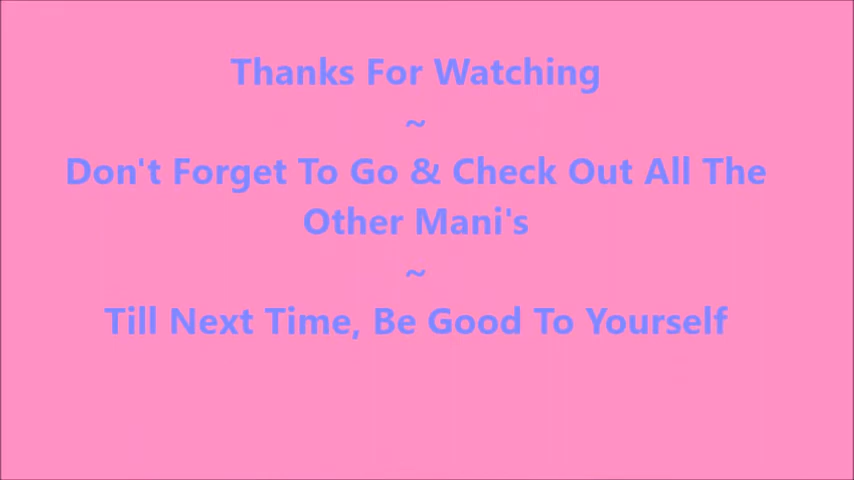 Thanks For Watching
~
Don't Forget To Go & Check Out All The
Other Mani's
~
Till Next Time, Be Good To Yourself